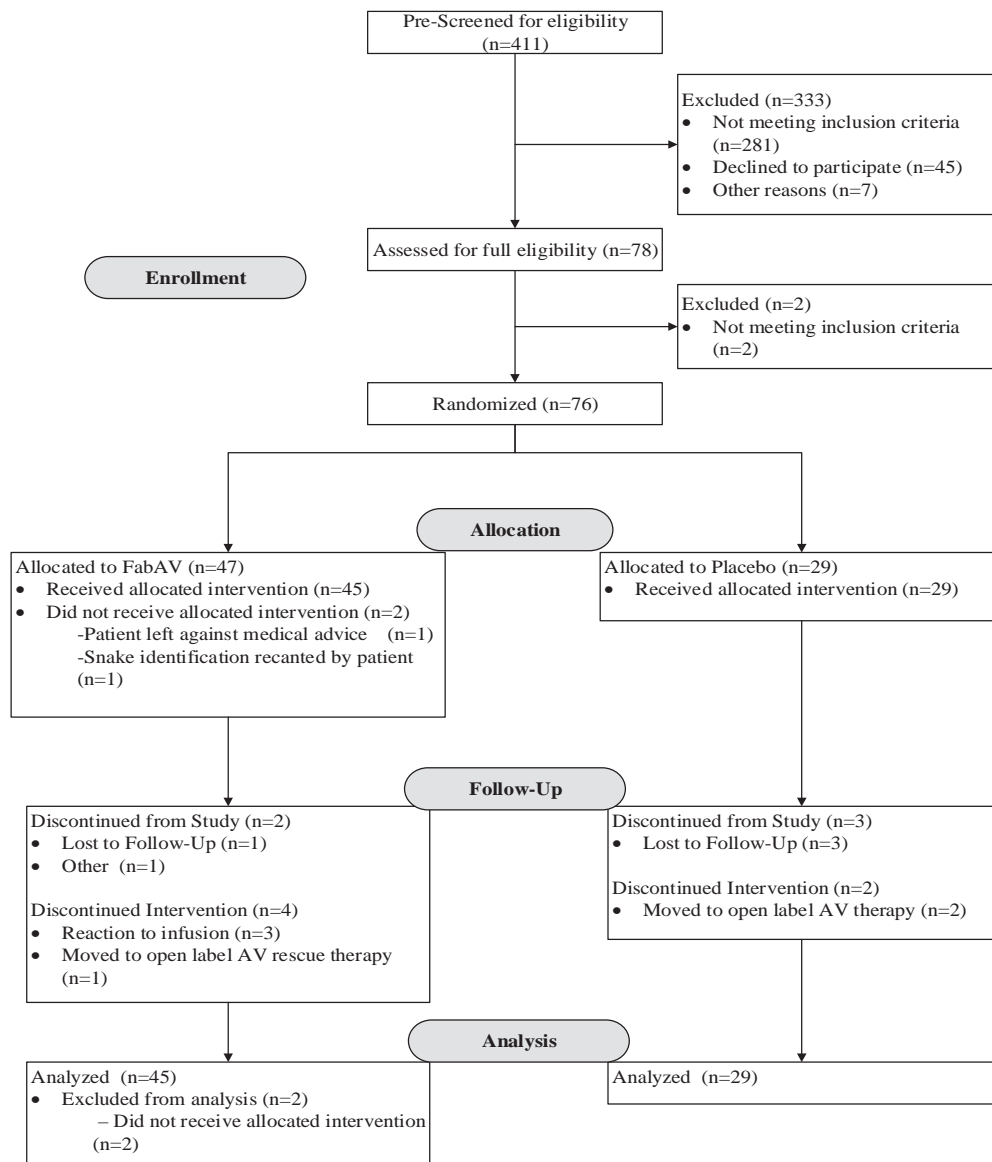 Pre-Screened for eligibility
(n=411)
Excluded (n=333)
• Not meeting inclusion criteria
(n=281)
• Declined to participate (n=45)
• Other reasons (n=7)
Assessed for full eligibility (n=78)
Enrollment
Excluded (n=2)
• Not meeting inclusion criteria
(n=2)
Randomized (n=76)
Allocation
Allocated to FabAV (n=47)
• Received allocated intervention (n=45)
• Did not receive allocated intervention (n=2)
-Patient left against medical advice (n=1)
-Snake identification recanted by patient
(n=1)
Allocated to Placebo (n=29)
• Received allocated intervention (n=29)
Follow-Up
Discontinued from Study (n=2)
• Lost to Follow-Up (n=1)
• Other (n=1)
Discontinued Intervention (n=4)
• Reaction to infusion (n=3)
• Moved to open label AV rescue therapy
(n=1)
Discontinued from Study (n=3)
• Lost to Follow-Up (n=3)
Discontinued Intervention (n=2)
• Moved to open label AV therapy (n=2)
Analysis
Analyzed (n=45)
• Excluded from analysis (n=2)
– Did not receive allocated intervention
(n=2)
Analyzed (n=29)